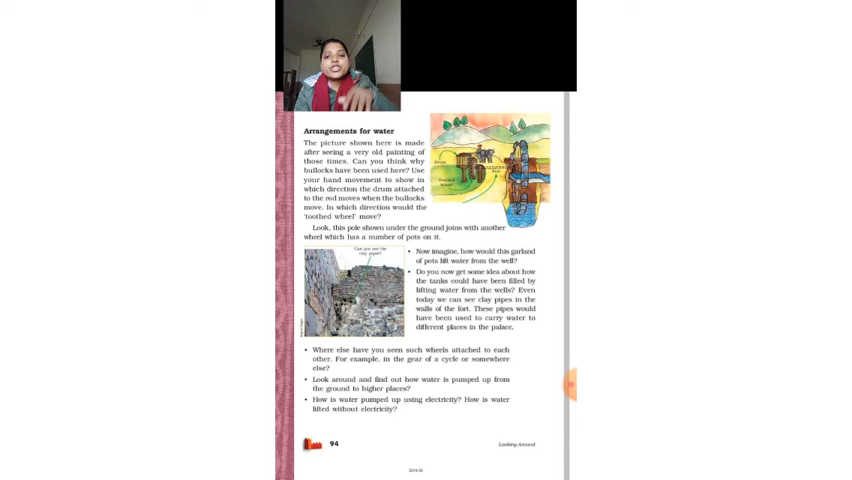 Arrangements for water
The picture shown here is made
after seeing a very old painting of
those times. Can you think why
bullocks have been used here? Use
your hand movement to show in
which direction the drum attached
to the rod moves when the bullocks
move. In which direction would the
'toothed wheel' move?
Drum
Pole
Toothed
wheel
Look, this pole shown under the ground joins with another
wheel which has a number of pots on it.
Can you see the
clay pipes?
• Now imagine, how would this garland
of pots lift water from the well?
• Do you now get some idea about how
the tanks could have been filled by
lifting water from the wells? Even
today we can see clay pipes in the
walls of the fort. These pipes would
have been used to carry water to
different places in the palace.
• Where else have you seen such wheels attached to each
other. For example, in the gear of a cycle or somewhere
else?
• Look around and find out how water is pumped up from
the ground to higher places?
• How is water pumped up using electricity? How is water
lifted without electricity?
94
Looking Around